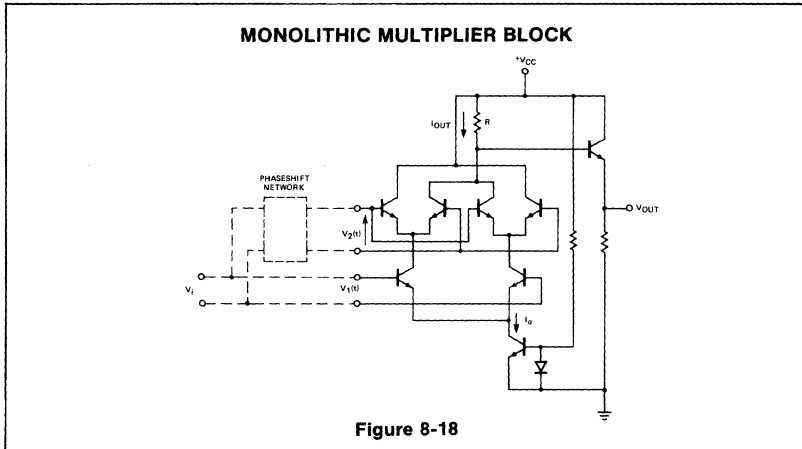 MONOLITHIC MULTIPLIER BLOCK
+VCC
IOUT
R
PHASESHIFT
NETWORK
V2(t)
VOUT
Vi
V1(t)
Io
Figure 8-18